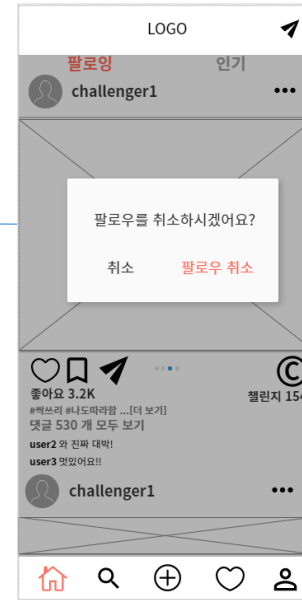 LOGO
팔로잉 인기
challenger1
팔로우를 취소하시겠어요?
취소 팔로우 취소
좋아요 3.2K
챌린지 154
#싹쓰리 #나도따라함 ...[더 보기]
댓글 530 개 모두 보기
user2 와 진짜 대박!
user3 멋있어요!!
challenger1